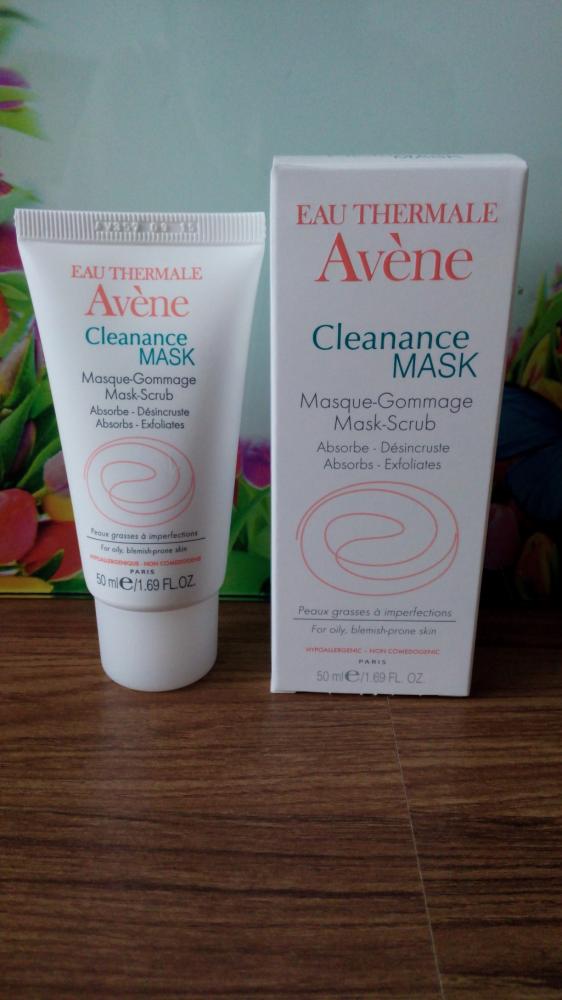 EAU THERMALE
Avène
Cleanance
MASK
Masque-Gommage
Mask-Scrub
Absorbe - Désincruste
Absorbs - Exfoliates
Peaux grasses à imperfections
For oily, blemish-prone skin
HYPOALLERGENIQUE - NON COMEDOGENE
PARIS
50 ml℮/1.69 FL.OZ.
EAU THERMALE
Avène
Cleanance
MASK
Masque-Gommage
Mask-Scrub
Absorbe - Désincruste
Absorbs - Exfoliates
Peaux grasses à imperfections
For oily, blemish-prone skin
HYPOALLERGENIC - NON COMEDOGENIC
PARIS
50 ml℮/1.69 FL. OZ.